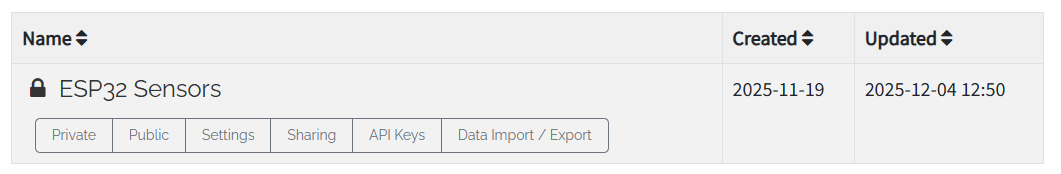 Name Created Updated
ESP32 Sensors 2025-11-19 2025-12-04 12:50
Private Public Settings Sharing API Keys Data Import / Export